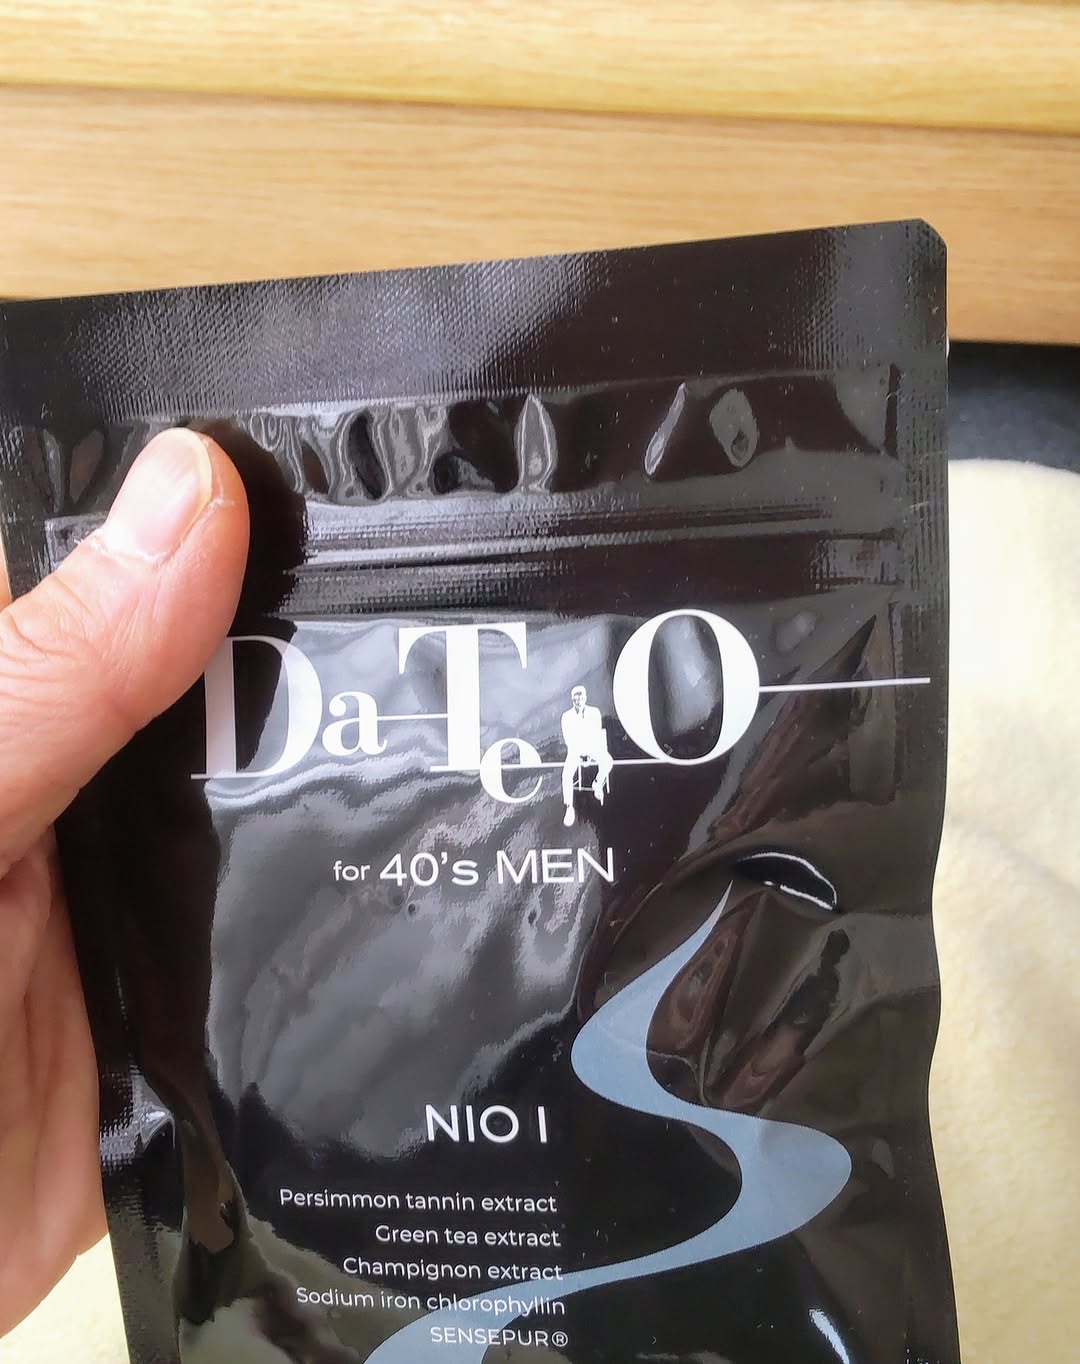 DaTeO
for 40's MEN
NIO I
Persimmon tannin extract
Green tea extract
Champignon extract
Sodium iron chlorophyllin
SENSEPUR®